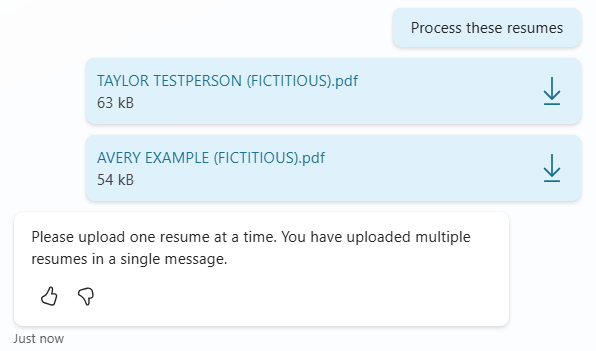 Process these resumes
TAYLOR TESTPERSON (FICTITIOUS).pdf
63 kB
AVERY EXAMPLE (FICTITIOUS).pdf
54 kB
Please upload one resume at a time. You have uploaded multiple
resumes in a single message.
Just now